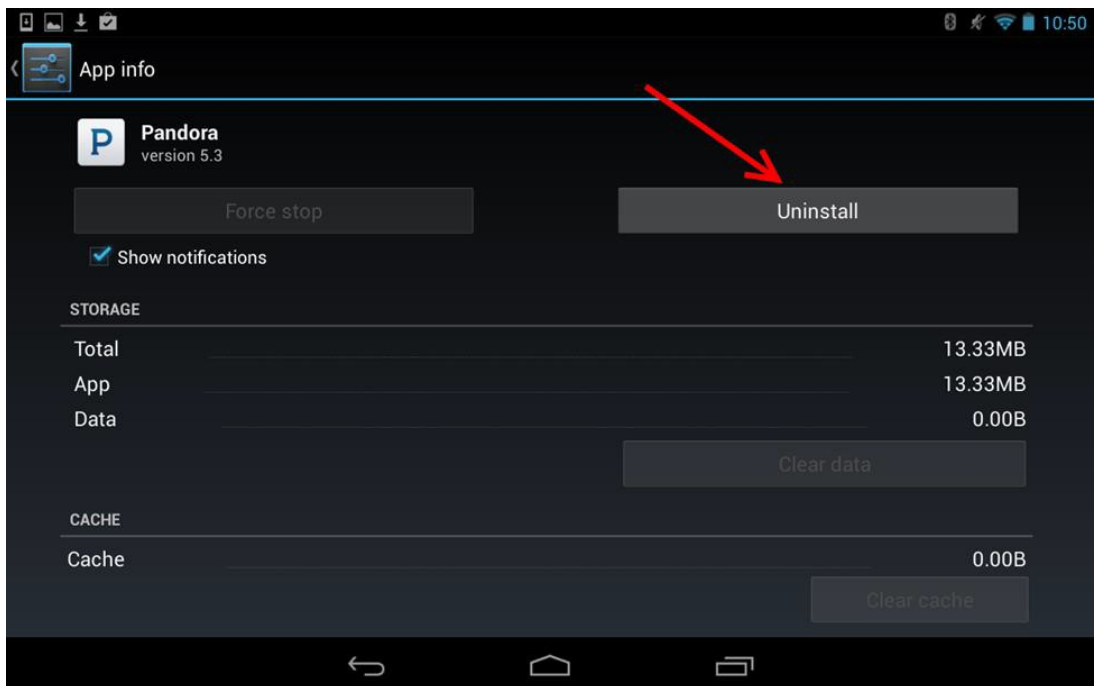 10:50
App info
P
Pandora
version 5.3
Force stop
Uninstall
Show notifications
STORAGE
Total 13.33MB
App 13.33MB
Data 0.00B
Clear data
CACHE
Cache 0.00B
Clear cache